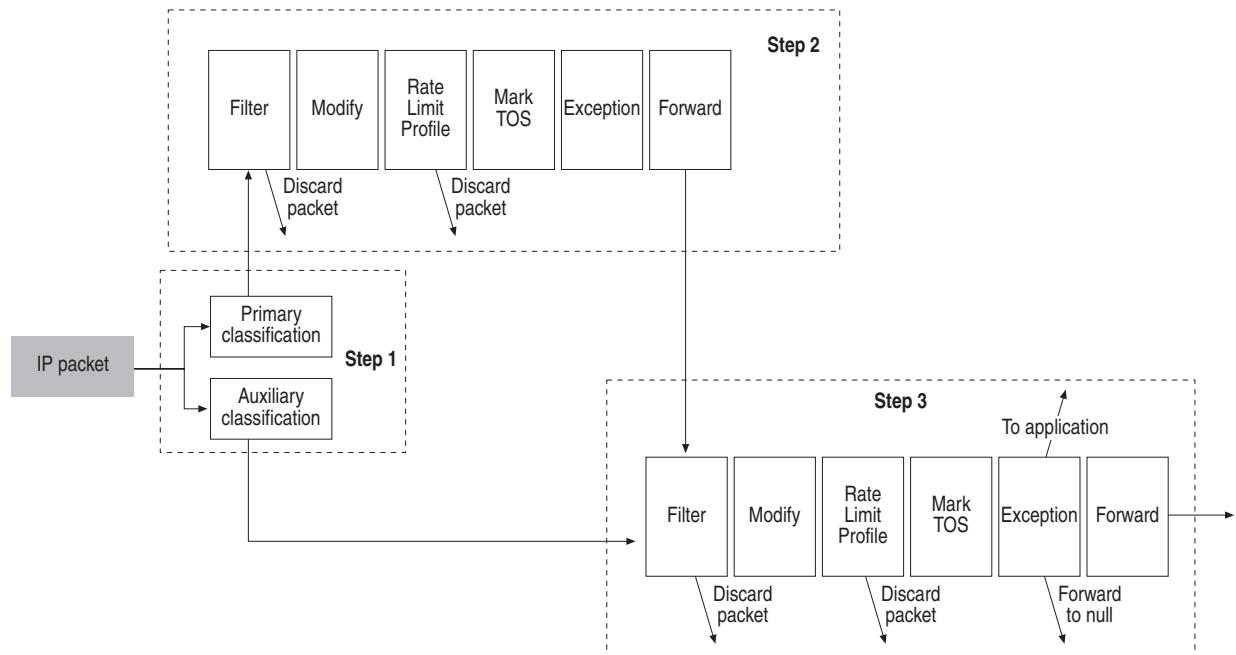 Step 2
Filter
Modify
Rate
Limit
Profile
Mark
TOS
Exception
Forward
Discard
packet
Discard
packet
IP packet
Primary
classification
Step 1
Auxiliary
classification
Step 3
To application
Filter
Modify
Rate
Limit
Profile
Mark
TOS
Exception
Forward
Discard
packet
Discard
packet
Forward
to null